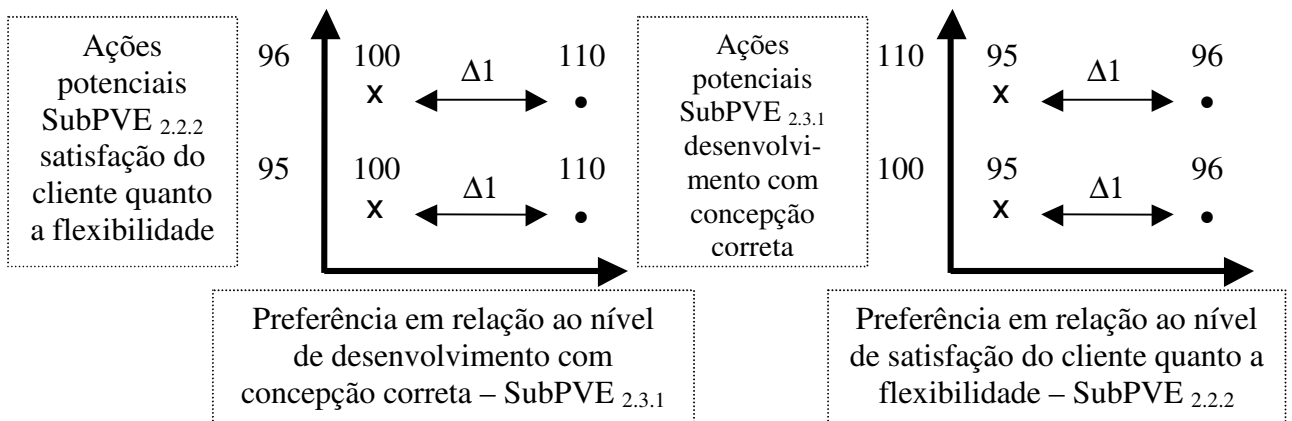 Ações
potenciais
SubPVE 2.2.2
satisfação do
cliente quanto
a flexibilidade
96
100
Δ1
110
x
•
95
100
Δ1
110
x
•
Preferência em relação ao nível
de desenvolvimento com
concepção correta – SubPVE 2.3.1
Ações
potenciais
SubPVE 2.3.1
desenvolvi-
mento com
concepção
correta
110
95
Δ1
96
x
•
100
95
Δ1
96
x
•
Preferência em relação ao nível
de satisfação do cliente quanto a
flexibilidade – SubPVE 2.2.2